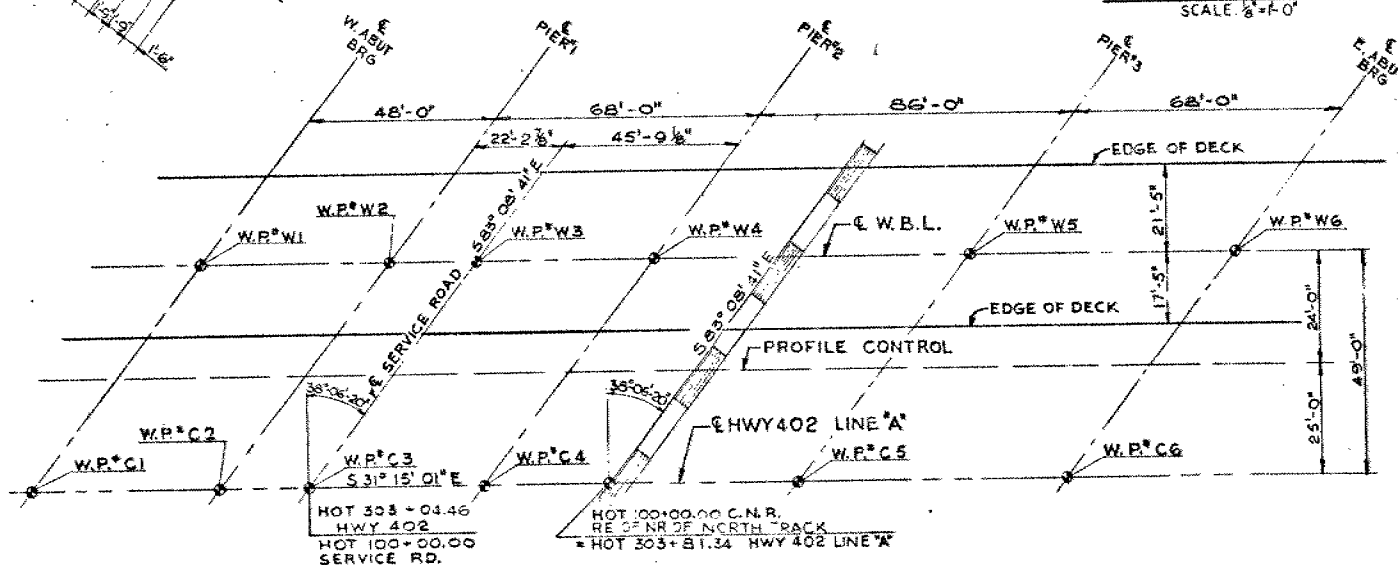 SCALE. ⅛"=1'-0"
1'-6"
℄
W. ABUT
BRG
℄
PIER#1
℄
PIER#2
℄
PIER#3
℄
E. ABUT
BRG
48'-0"
68'-0"
86'-0"
68'-0"
22'-2⅞"
45'-9⅛"
EDGE OF DECK
W.P.#W1
W.P.#W2
S 83° 08' 41" E
W.P.#W3
W.P.#W4
℄ W.B.L.
W.P.#W5
W.P.#W6
21'-5"
17'-5"
℄ SERVICE ROAD
S 83° 08' 41" E
EDGE OF DECK
PROFILE CONTROL
24'-0"
49'-0"
25'-0"
38°-06'-20"
38°-06'-20"
℄ HWY 402 LINE "A"
W.P.#C1
W.P.#C2
W.P.#C3
S 31° 15' 01" E
W.P.#C4
W.P.#C5
W.P.#C6
HOT 303+04.46
HWY 402
HOT 100+00.00
SERVICE RD.
HOT 100+00.00 C.N.R.
OF NORTH TRACK
= HOT 303+81.34 HWY 402 LINE "A"